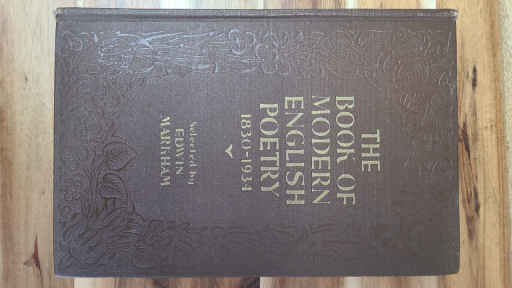 THE
BOOK OF
MODERN
ENGLISH
POETRY
1830-1934
Selected by
EDWIN
MARKHAM